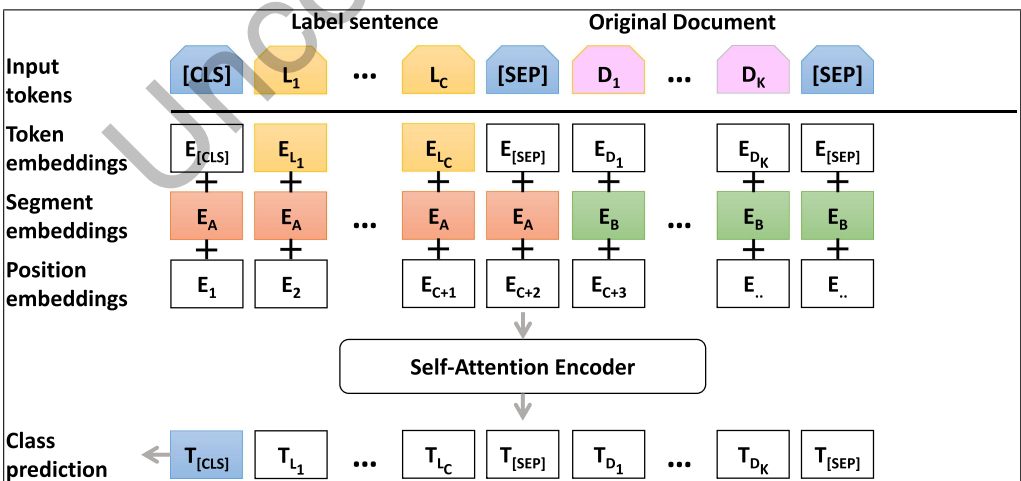 Label sentence Original Document
Input tokens [CLS] L1 ... LC [SEP] D1 ... DK [SEP]
Token embeddings E[CLS] EL1 ELC E[SEP] ED1 EDK E[SEP]
+ + + + + + +
Segment embeddings EA EA ... EA EA EB ... EB EB
+ + + + + + +
Position embeddings E1 E2 EC+1 EC+2 EC+3 E.. E..
Self-Attention Encoder
Class prediction T[CLS] TL1 ... TLC T[SEP] TD1 ... TDK T[SEP]